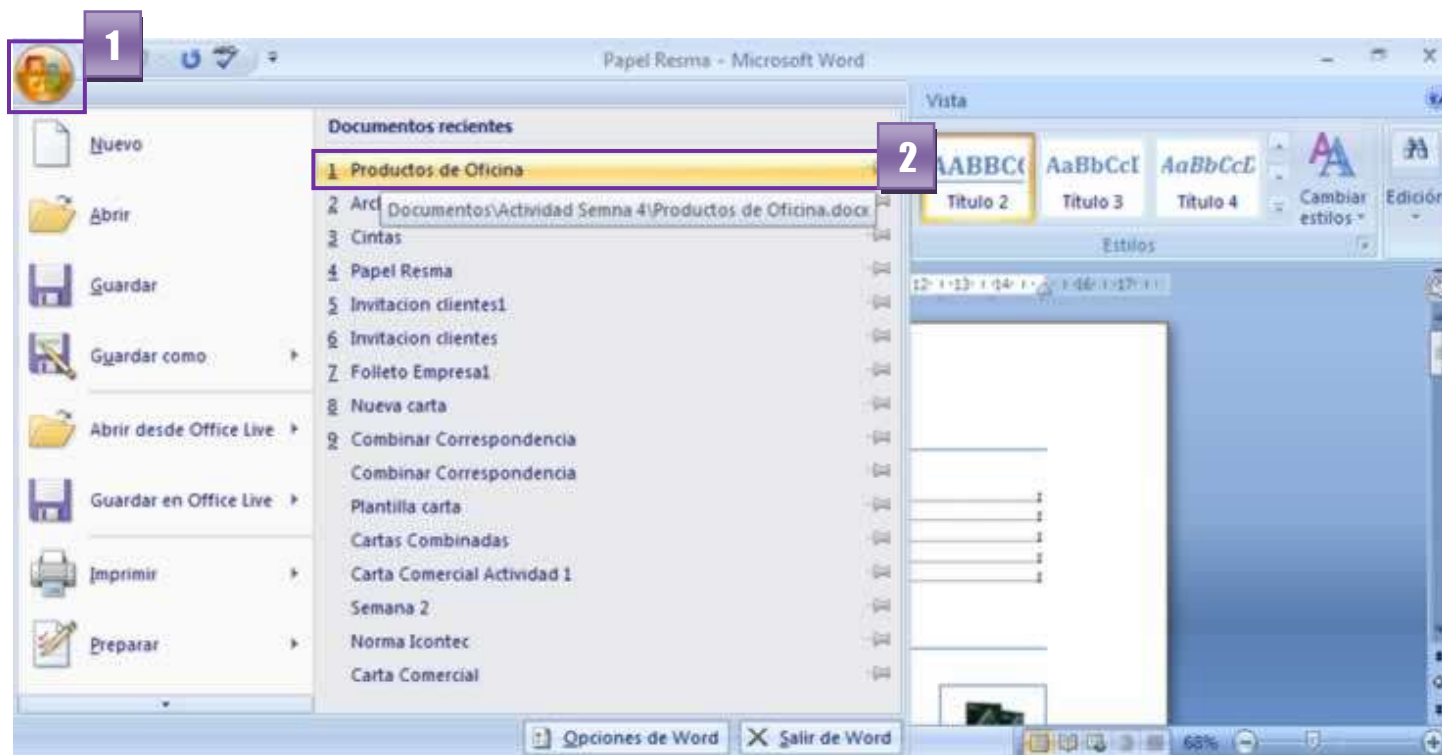 1
Papel Resma - Microsoft Word
Vista
Nuevo
Abrir
Guardar
Guardar como
Abrir desde Office Live
Guardar en Office Live
Imprimir
Preparar
Documentos recientes
1 Productos de Oficina
2
2 Arc
Documentos\Actividad Semna 4\Productos de Oficina.docx
3 Cintas
4 Papel Resma
5 Invitacion clientes1
6 Invitacion clientes
7 Folleto Empresa1
8 Nueva carta
9 Combinar Correspondencia
Combinar Correspondencia
Plantilla carta
Cartas Combinadas
Carta Comercial Actividad 1
Semana 2
Norma Icontec
Carta Comercial
Opciones de Word
Salir de Word
AABBC( AaBbCcI AaBbCcD
Título 2 Título 3 Título 4
Cambiar
estilos
Edición
Estilos
68%